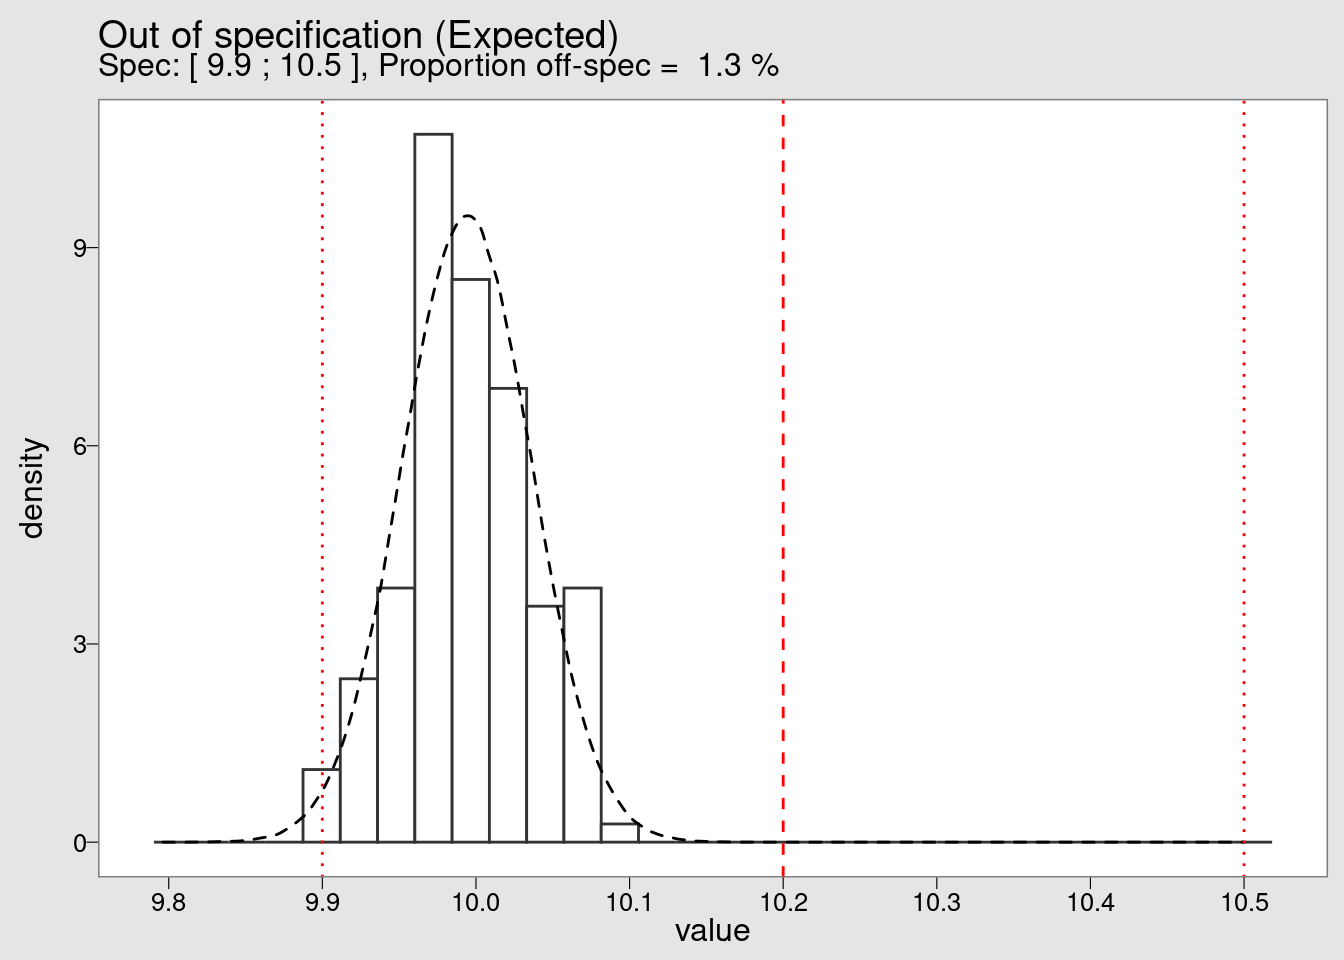 Out of specification (Expected)
Spec: [ 9.9 ; 10.5 ], Proportion off-spec =  1.3 %
density
9
6
3
0
9.8 9.9 10.0 10.1 10.2 10.3 10.4 10.5
value